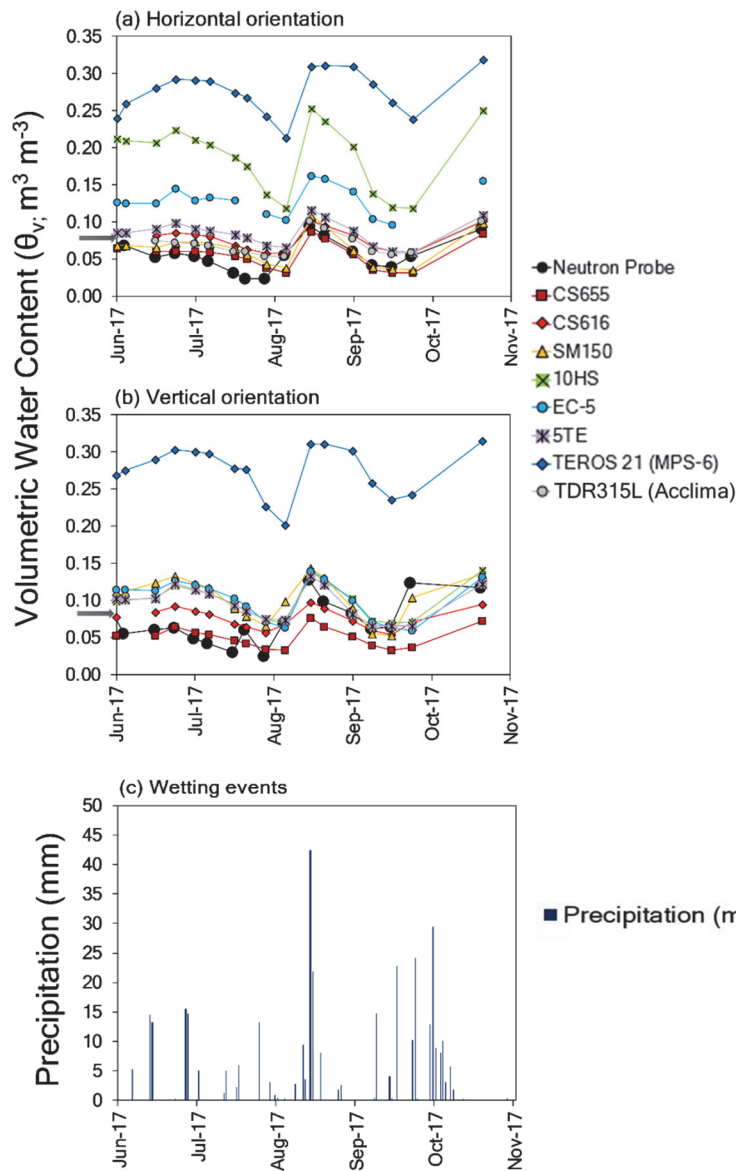 (a) Horizontal orientation
Volumetric Water Content (θv; m³ m⁻³)
0.35
0.30
0.25
0.20
0.15
0.10
0.05
0.00
Jun-17
Jul-17
Aug-17
Sep-17
Oct-17
Nov-17
Neutron Probe
CS655
CS616
SM150
10HS
EC-5
5TE
TEROS 21 (MPS-6)
TDR315L (Acclima)
(b) Vertical orientation
0.35
0.30
0.25
0.20
0.15
0.10
0.05
0.00
Jun-17
Jul-17
Aug-17
Sep-17
Oct-17
Nov-17
(c) Wetting events
Precipitation (mm)
50
45
40
35
30
25
20
15
10
5
0
Jun-17
Jul-17
Aug-17
Sep-17
Oct-17
Nov-17
Precipitation (m